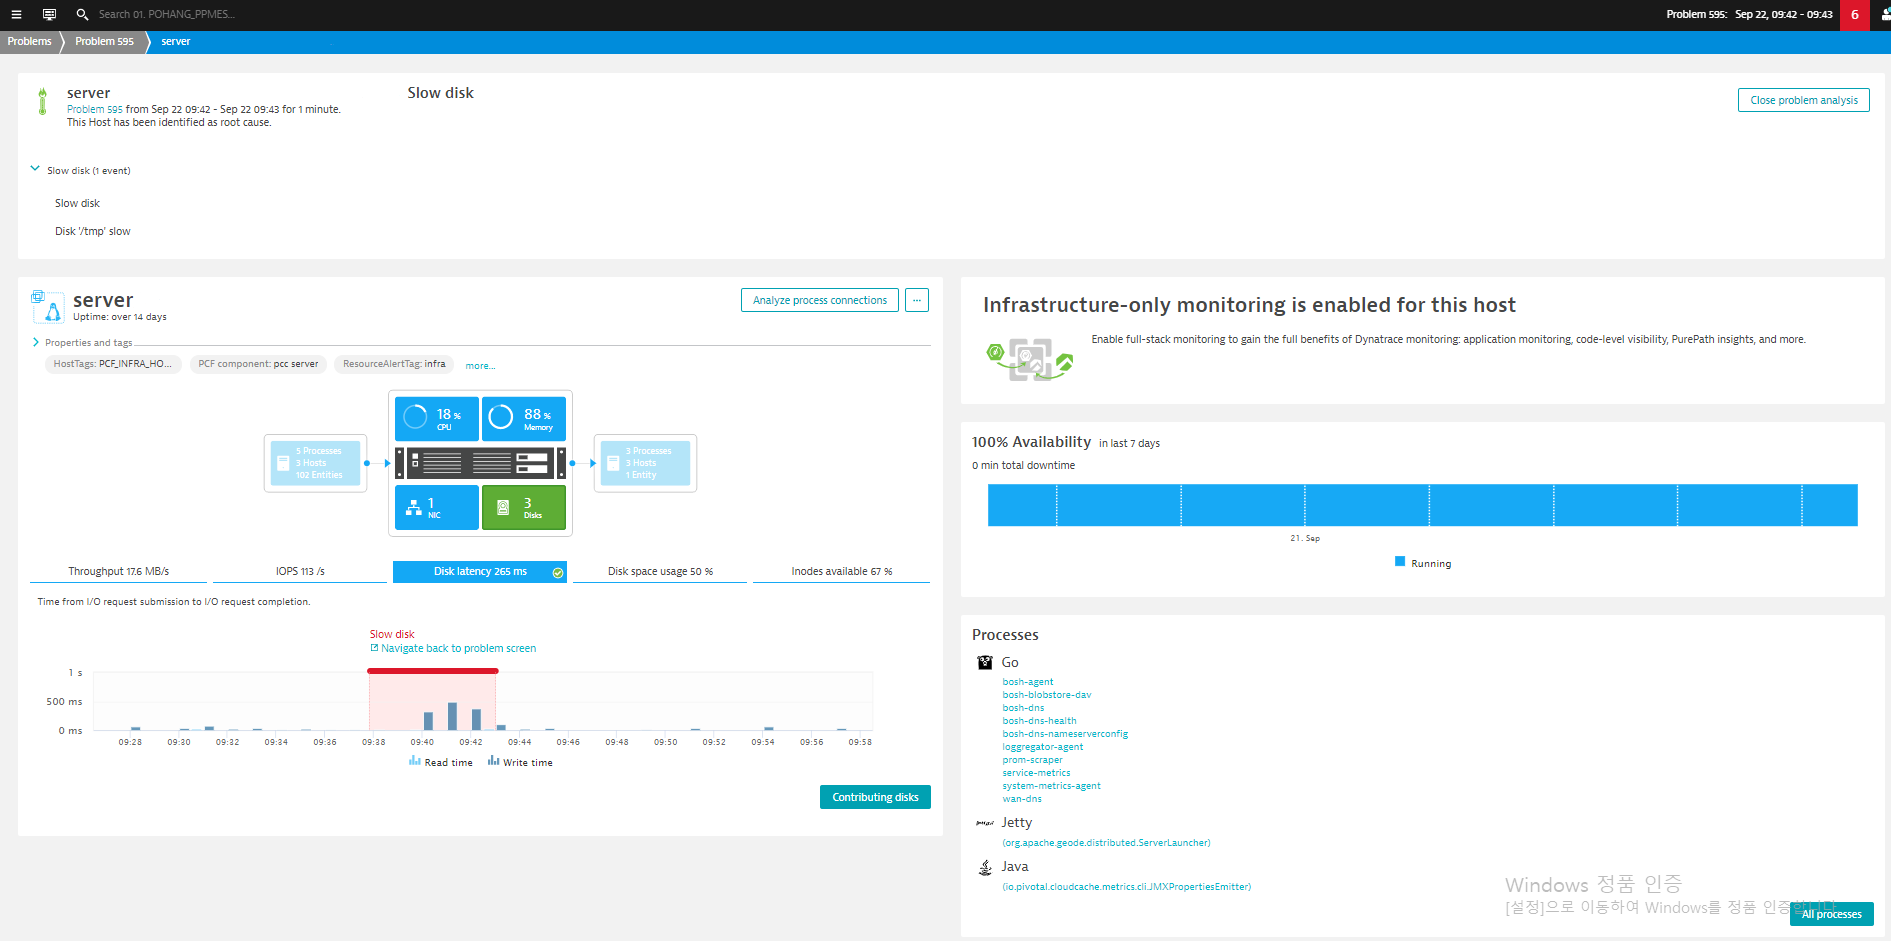 Search 01. POHANG_PPMES...
Problem 595: Sep 22, 09:42 - 09:43
6
Problems
Problem 595
server
server
Problem 595 from Sep 22 09:42 - Sep 22 09:43 for 1 minute.
This Host has been identified as root cause.
Slow disk
Close problem analysis
Slow disk (1 event)
Slow disk
Disk '/tmp' slow
server
Uptime: over 14 days
Analyze process connections
...
Properties and tags
HostTags: PCF_INFRA_HO...
PCF component: pcc server
ResourceAlertTag: infra
more...
18 %
CPU
88 %
Memory
5 Processes
3 Hosts
102 Entities
3 Processes
3 Hosts
1 Entity
1
NIC
3
Disks
Throughput 17.6 MB/s
IOPS 113 /s
Disk latency 265 ms
Disk space usage 50 %
Inodes available 67 %
Time from I/O request submission to I/O request completion.
Slow disk
Navigate back to problem screen
1 s
500 ms
0 ms
09:28 09:30 09:32 09:34 09:36 09:38 09:40 09:42 09:44 09:46 09:48 09:50 09:52 09:54 09:56 09:58
Read time
Write time
Contributing disks
Infrastructure-only monitoring is enabled for this host
Enable full-stack monitoring to gain the full benefits of Dynatrace monitoring: application monitoring, code-level visibility, PurePath insights, and more.
100% Availability in last 7 days
0 min total downtime
21. Sep
Running
Processes
Go
bosh-agent
bosh-blobstore-dav
bosh-dns
bosh-dns-health
bosh-dns-nameserverconfig
loggregator-agent
prom-scraper
service-metrics
system-metrics-agent
wan-dns
Jetty
(org.apache.geode.distributed.ServerLauncher)
Java
(io.pivotal.cloudcache.metrics.cli.JMXPropertiesEmitter)
Windows 정품 인증
[설정]으로 이동하여 Windows를 정품 인증합니다.
All processes